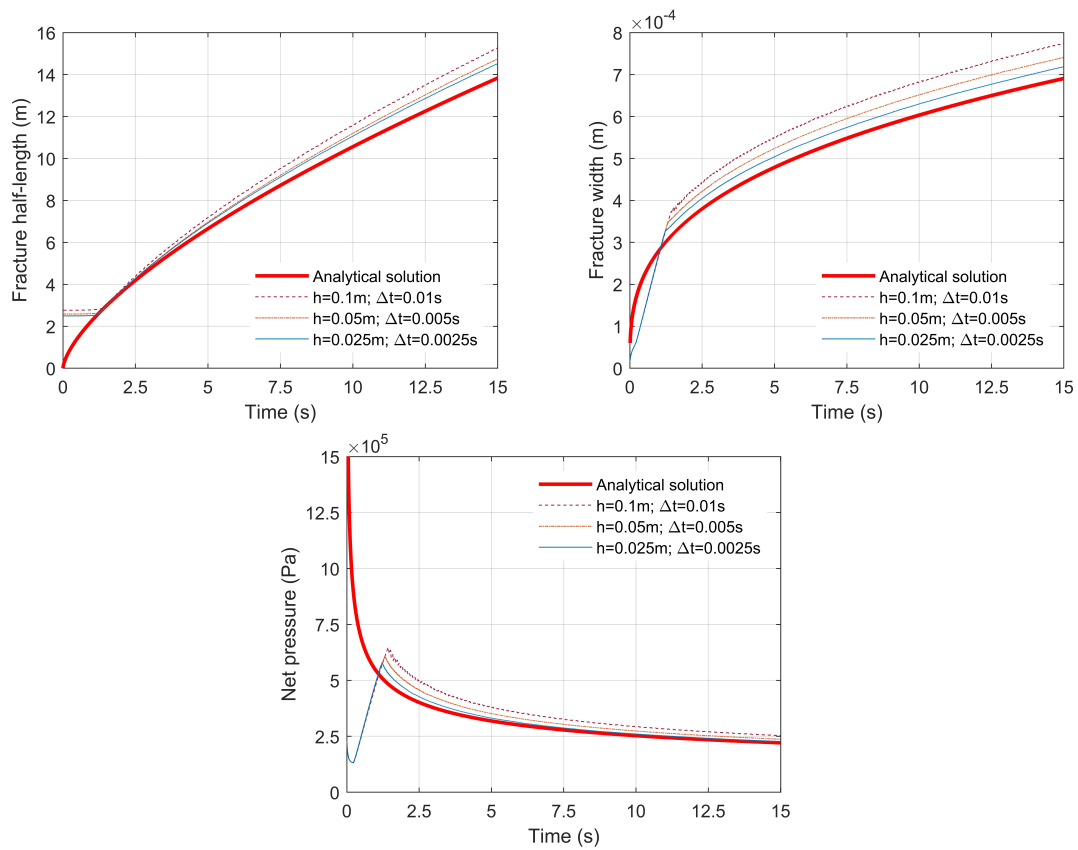 Fracture half-length (m)
16
14
12
10
8
6
4
2
0
Analytical solution
h=0.1m; Δt=0.01s
h=0.05m; Δt=0.005s
h=0.025m; Δt=0.0025s
0 2.5 5 7.5 10 12.5 15
Time (s)
×10⁻⁴
Fracture width (m)
8
7
6
5
4
3
2
1
0
Analytical solution
h=0.1m; Δt=0.01s
h=0.05m; Δt=0.005s
h=0.025m; Δt=0.0025s
0 2.5 5 7.5 10 12.5 15
Time (s)
×10⁵
Net pressure (Pa)
15
12.5
10
7.5
5
2.5
0
Analytical solution
h=0.1m; Δt=0.01s
h=0.05m; Δt=0.005s
h=0.025m; Δt=0.0025s
0 2.5 5 7.5 10 12.5 15
Time (s)